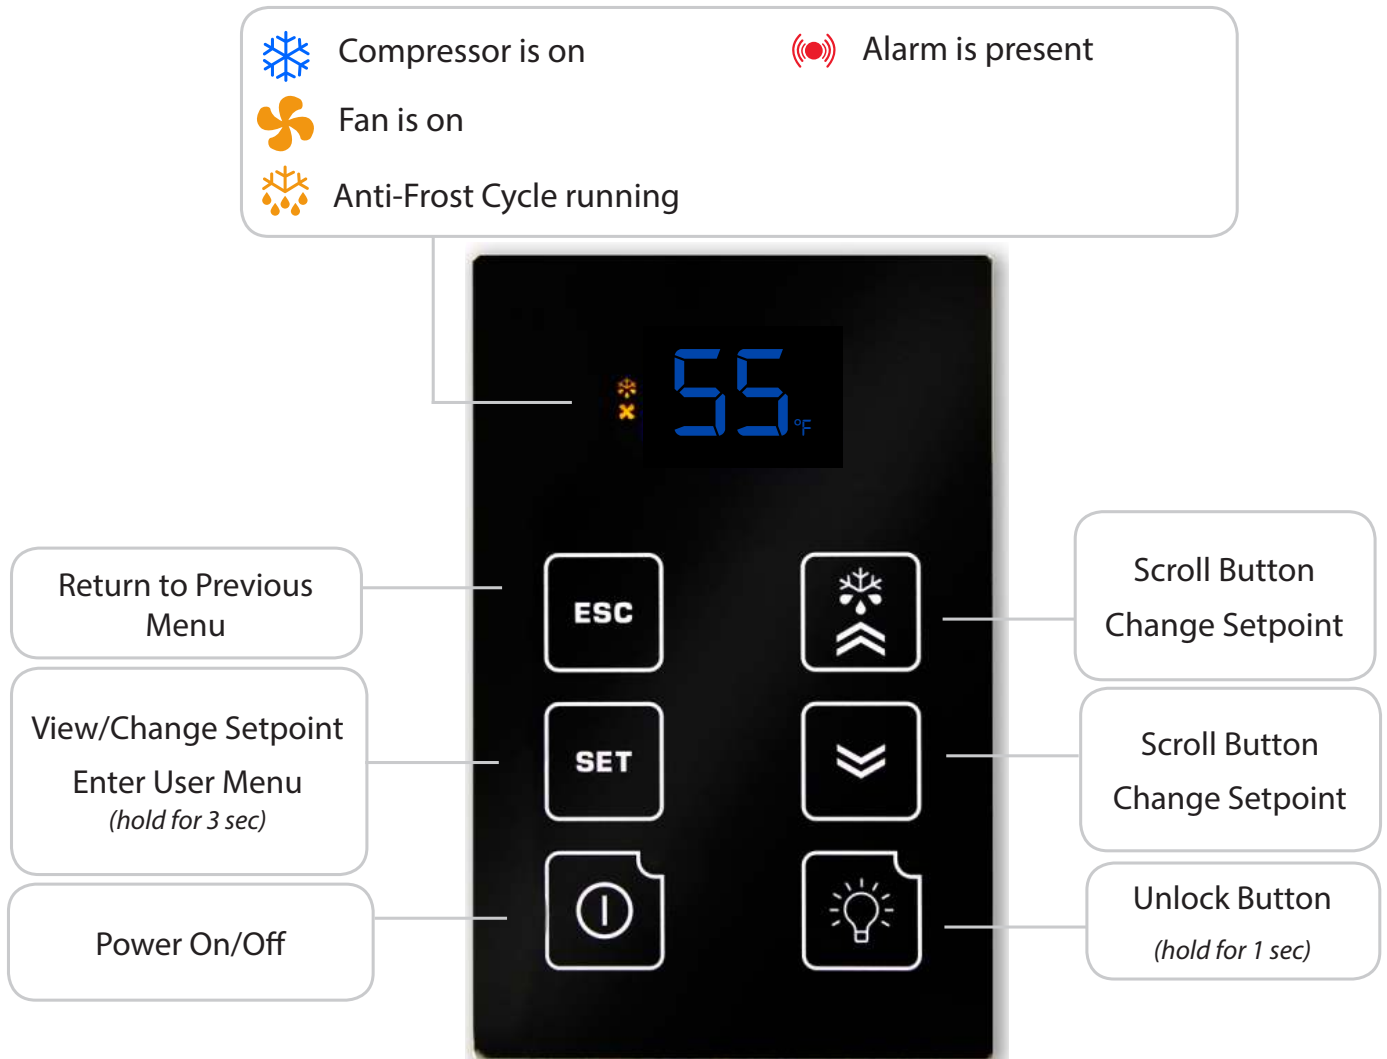 Compressor is on
Alarm is present
Fan is on
Anti-Frost Cycle running
55 °F
Return to Previous
Menu
ESC
Scroll Button
Change Setpoint
View/Change Setpoint
Enter User Menu
(hold for 3 sec)
SET
Scroll Button
Change Setpoint
Power On/Off
Unlock Button
(hold for 1 sec)